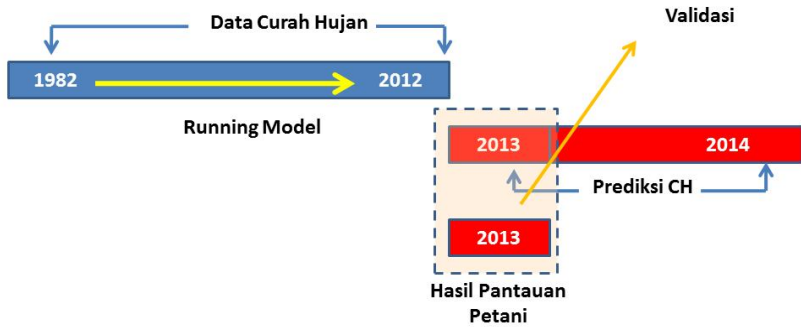 Validasi
Data Curah Hujan
1982
2012
Running Model
2013
2014
Prediksi CH
2013
Hasil Pantauan
Petani